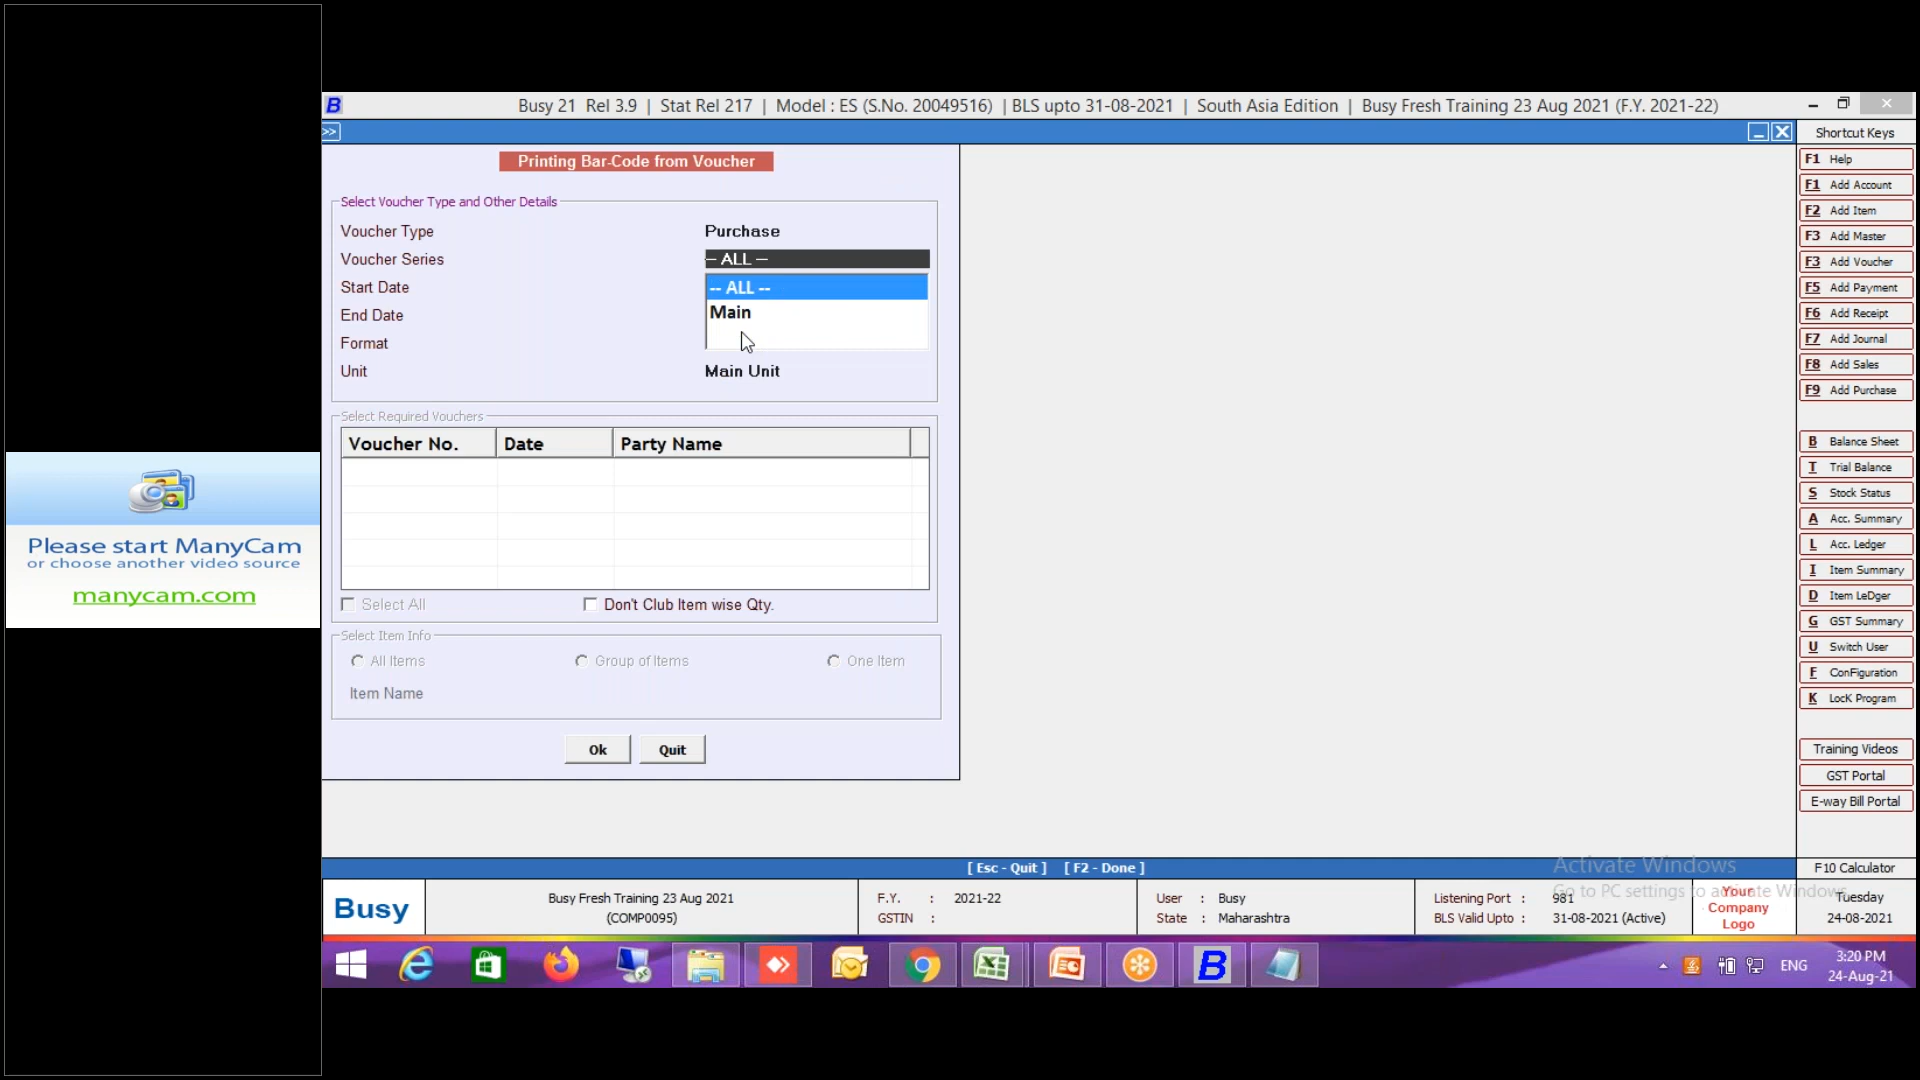 B
Busy 21 Rel 3.9 | Stat Rel 217 | Model : ES (S.No. 20049516) | BLS upto 31-08-2021 | South Asia Edition | Busy Fresh Training 23 Aug 2021 (F.Y. 2021-22)
>>
Shortcut Keys
Printing Bar-Code from Voucher
Select Voucher Type and Other Details
Voucher Type Purchase
Voucher Series -- ALL --
Start Date
-- ALL --
End Date
Main
Format
Unit Main Unit
Select Required Vouchers
Voucher No. Date Party Name
Select All Don't Club Item wise Qty.
Select Item Info
All Items Group of Items One Item
Item Name
Ok Quit
Please start ManyCam
or choose another video source
manycam.com
F1 Help
F1 Add Account
F2 Add Item
F3 Add Master
F3 Add Voucher
F5 Add Payment
F6 Add Receipt
F7 Add Journal
F8 Add Sales
F9 Add Purchase
B Balance Sheet
T Trial Balance
S Stock Status
A Acc. Summary
L Acc. Ledger
I Item Summary
D Item LeDger
G GST Summary
U Switch User
F ConFiguration
K LocK Program
Training Videos
GST Portal
E-way Bill Portal
[ Esc - Quit ] [ F2 - Done ]
F10 Calculator
Activate Windows
Go to PC settings to activate Windows.
Busy
Busy Fresh Training 23 Aug 2021
(COMP0095)
F.Y. : 2021-22
GSTIN :
User : Busy
State : Maharashtra
Listening Port : 981
BLS Valid Upto : 31-08-2021 (Active)
Your
Company
Logo
Tuesday
24-08-2021
B
ENG
3:20 PM
24-Aug-21